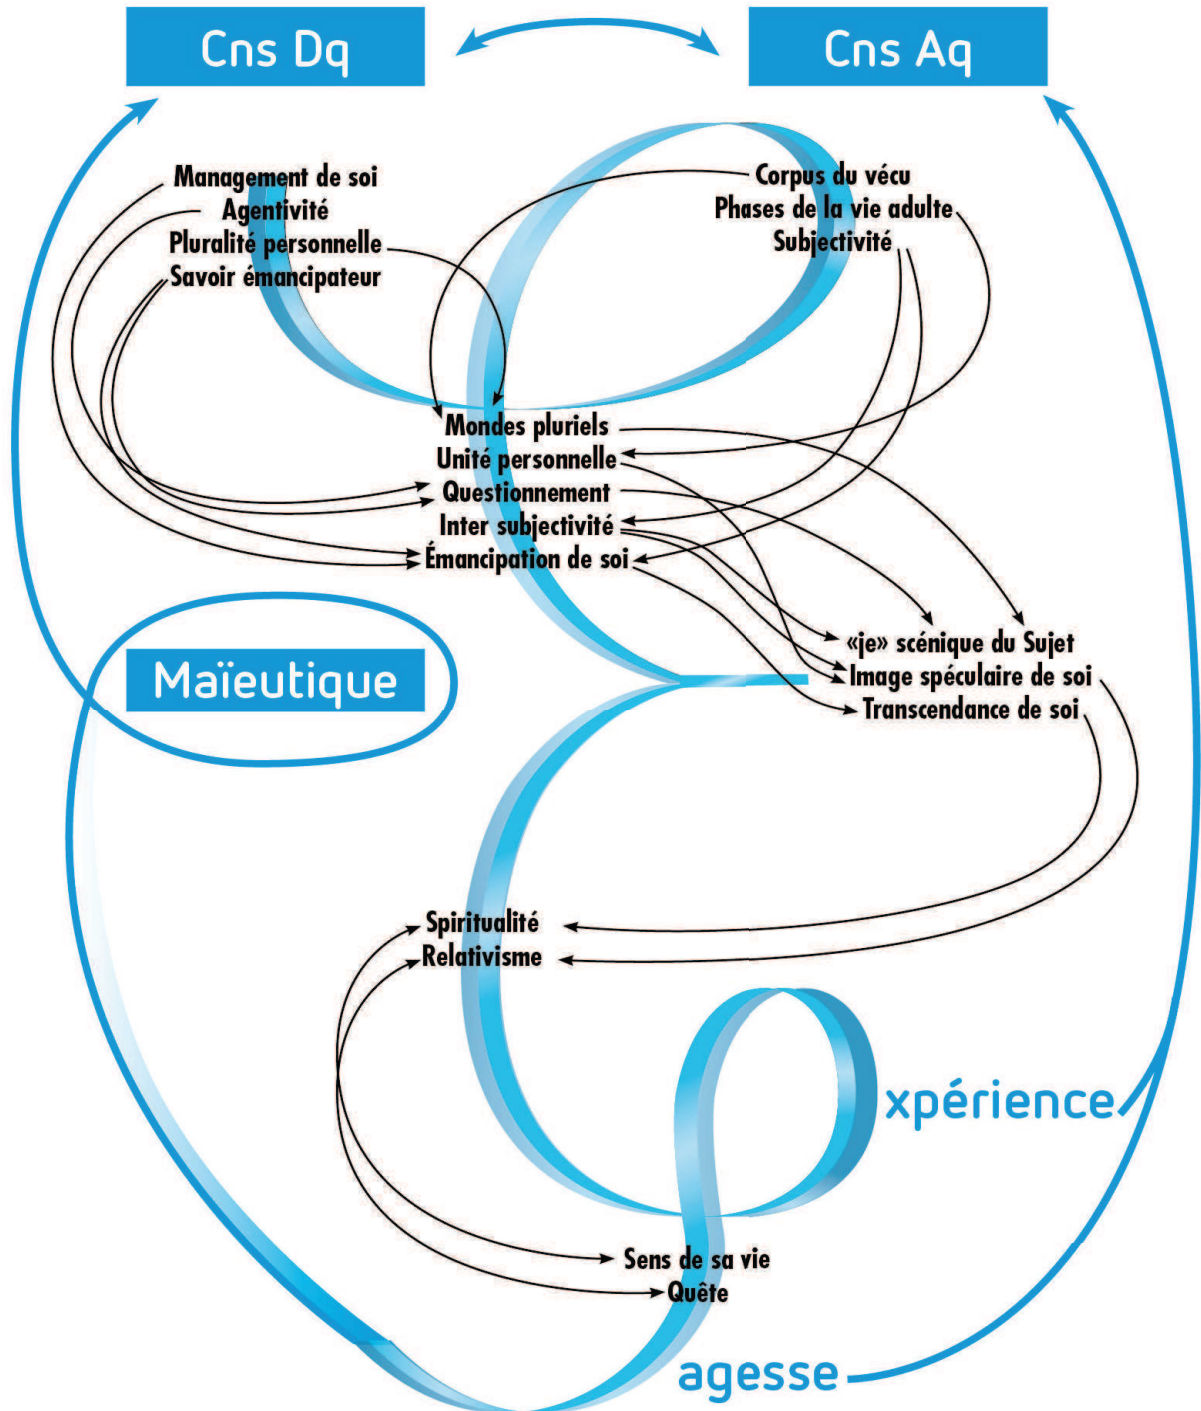 Cns Dq
Cns Aq
Management de soi
Agentivité
Pluralité personnelle
Savoir émancipateur
Corpus du vécu
Phases de la vie adulte
Subjectivité
Mondes pluriels
Unité personnelle
Questionnement
Inter subjectivité
Émancipation de soi
Maïeutique
«je» scénique du Sujet
Image spéculaire de soi
Transcendance de soi
Spiritualité
Relativisme
xpérience
Sens de sa vie
Quête
agesse